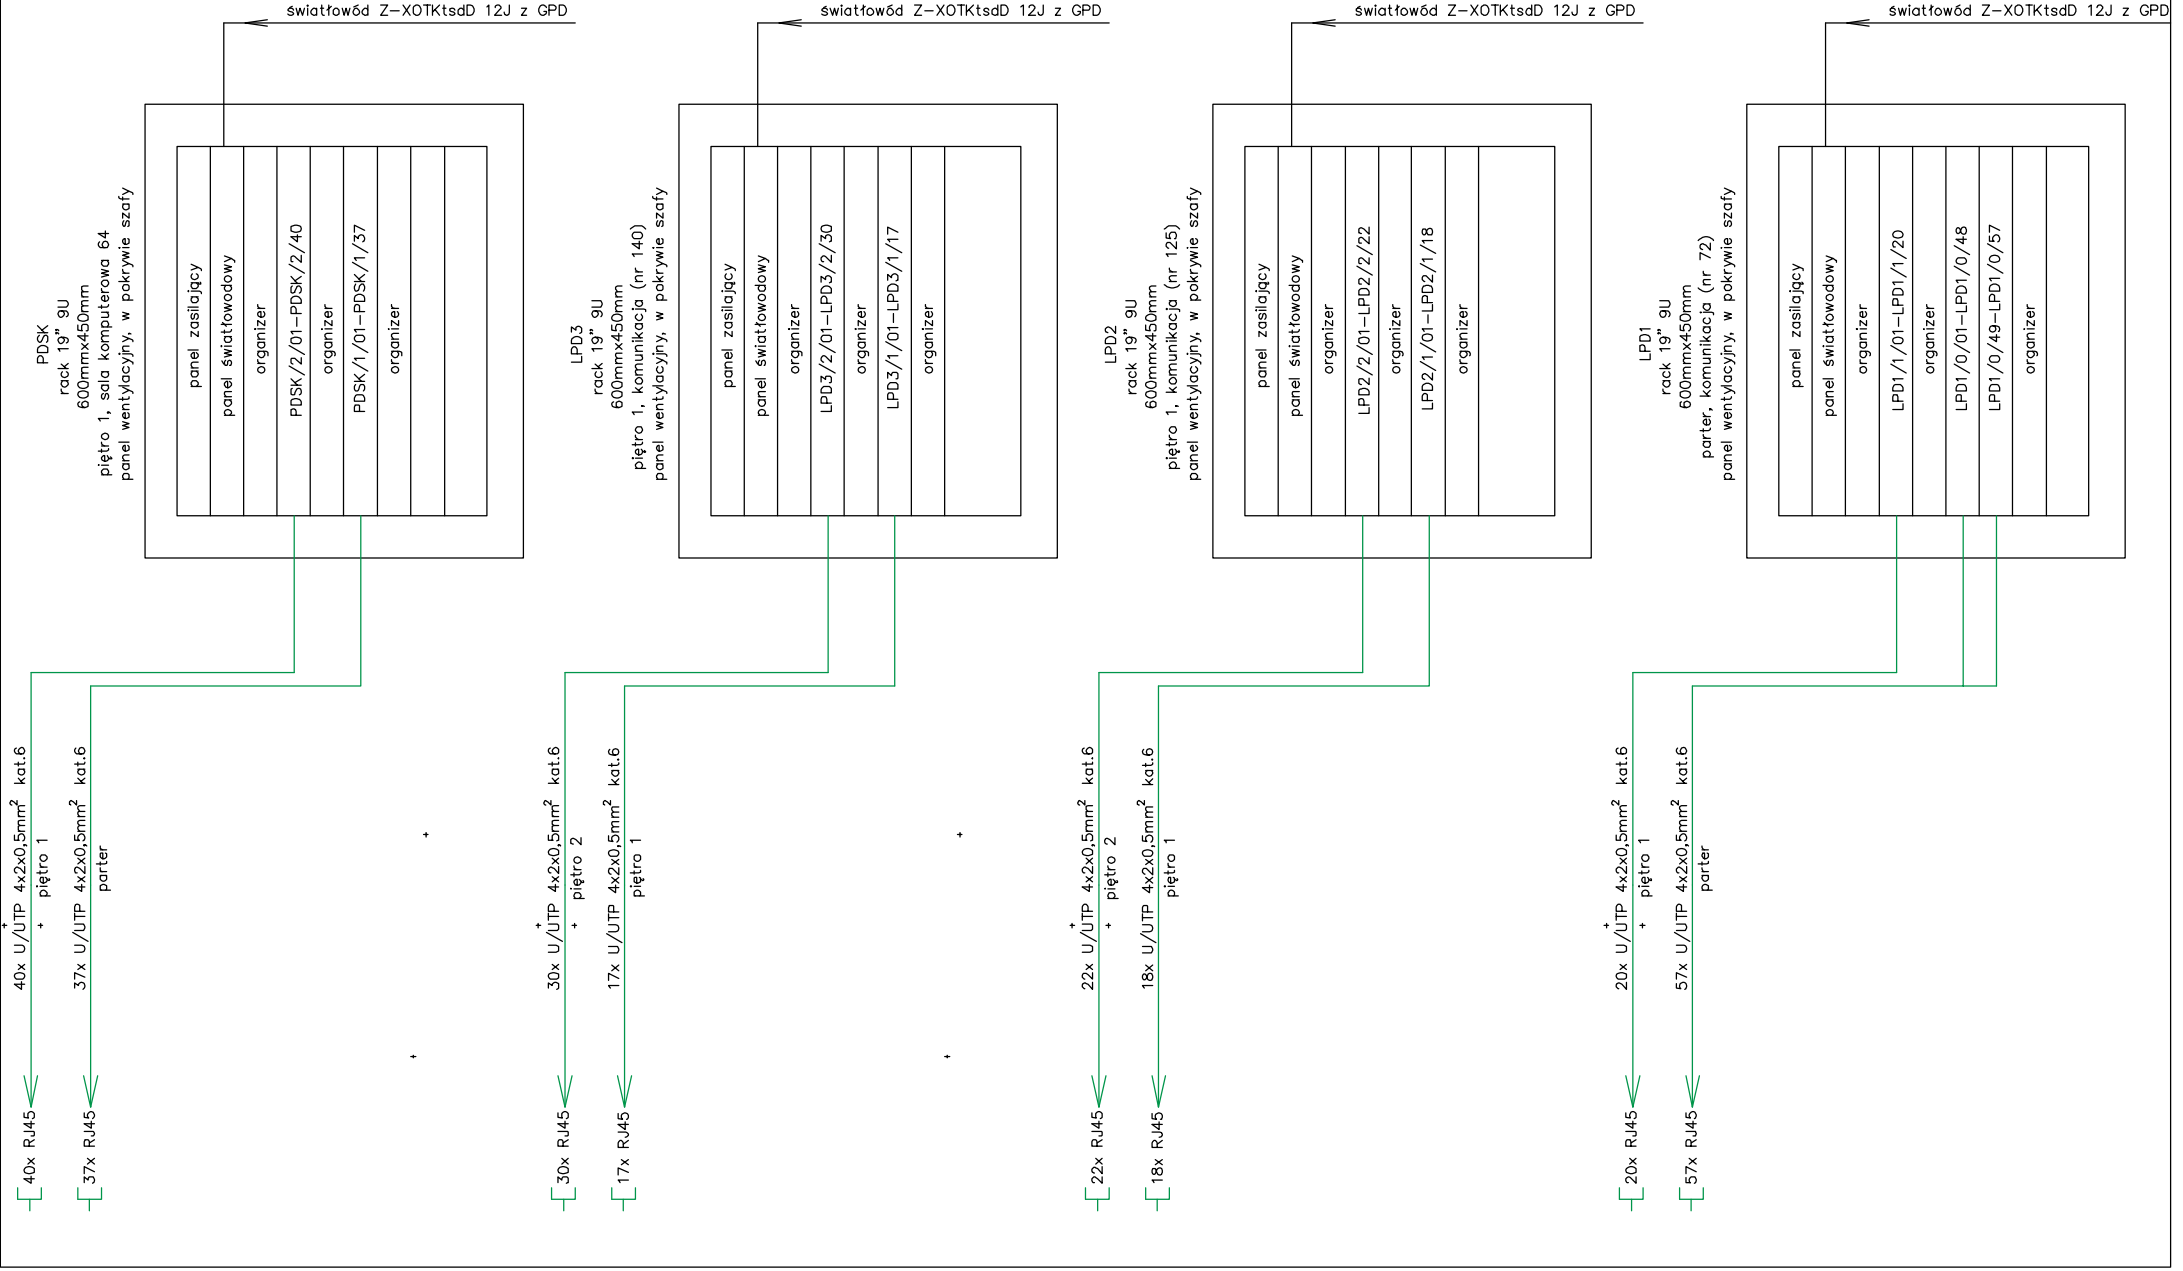 światłowód Z-XOTKtsdD 12J z GPD
PDSK
rack 19" 9U
600mmx450mm
piętro 1, sala komputerowa 64
panel wentylacyjny, w pokrywie szafy
panel zasilający
panel światłowodowy
organizer
PDSK/2/01-PDSK/2/40
organizer
PDSK/1/01-PDSK/1/37
organizer
40x U/UTP 4x2x0,5mm² kat.6
piętro 1
37x U/UTP 4x2x0,5mm² kat.6
parter
40x RJ45
37x RJ45
światłowód Z-XOTKtsdD 12J z GPD
LPD3
rack 19" 9U
600mmx450mm
piętro 1, komunikacja (nr 140)
panel wentylacyjny, w pokrywie szafy
panel zasilający
panel światłowodowy
organizer
LPD3/2/01-LPD3/2/30
organizer
LPD3/1/01-LPD3/1/17
organizer
30x U/UTP 4x2x0,5mm² kat.6
piętro 2
17x U/UTP 4x2x0,5mm² kat.6
piętro 1
30x RJ45
17x RJ45
światłowód Z-XOTKtsdD 12J z GPD
LPD2
rack 19" 9U
600mmx450mm
piętro 1, komunikacja (nr 125)
panel wentylacyjny, w pokrywie szafy
panel zasilający
panel światłowodowy
organizer
LPD2/2/01-LPD2/2/22
organizer
LPD2/1/01-LPD2/1/18
organizer
22x U/UTP 4x2x0,5mm² kat.6
piętro 2
18x U/UTP 4x2x0,5mm² kat.6
piętro 1
22x RJ45
18x RJ45
światłowód Z-XOTKtsdD 12J z GPD
LPD1
rack 19" 9U
600mmx450mm
parter, komunikacja (nr 72)
panel wentylacyjny, w pokrywie szafy
panel zasilający
panel światłowodowy
organizer
LPD1/1/01-LPD1/1/20
organizer
LPD1/0/01-LPD1/0/48
LPD1/0/49-LPD1/0/57
organizer
20x U/UTP 4x2x0,5mm² kat.6
piętro 1
57x U/UTP 4x2x0,5mm² kat.6
parter
20x RJ45
57x RJ45